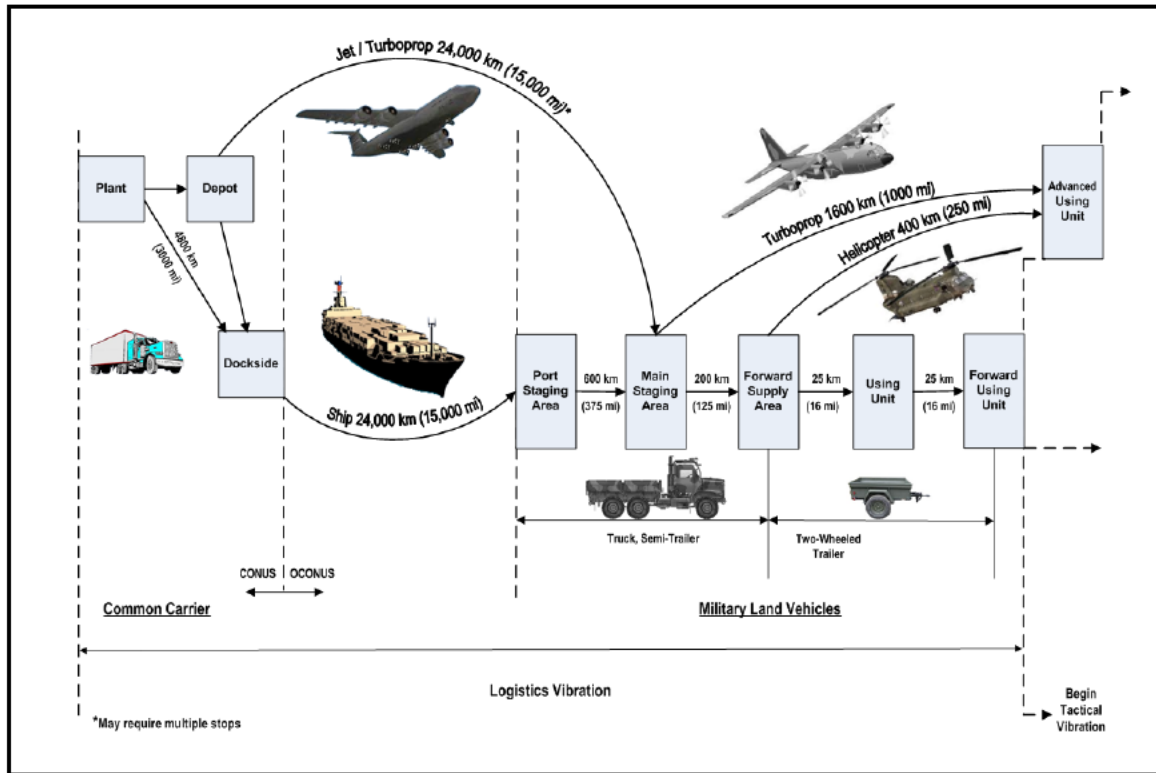 Jet / Turboprop 24,000 km (15,000 mi)*
Plant
Depot
4800 km
(3000 mi)
Dockside
Ship 24,000 km (15,000 mi)
Turboprop 1600 km (1000 mi)
Helicopter 400 km (250 mi)
Advanced
Using
Unit
Port
Staging
Area
600 km
(375 mi)
Main
Staging
Area
200 km
(125 mi)
Forward
Supply
Area
25 km
(16 mi)
Using
Unit
25 km
(16 mi)
Forward
Using
Unit
Truck, Semi-Trailer
Two-Wheeled
Trailer
CONUS
OCONUS
Common Carrier
Military Land Vehicles
Logistics Vibration
*May require multiple stops
Begin
Tactical
Vibration